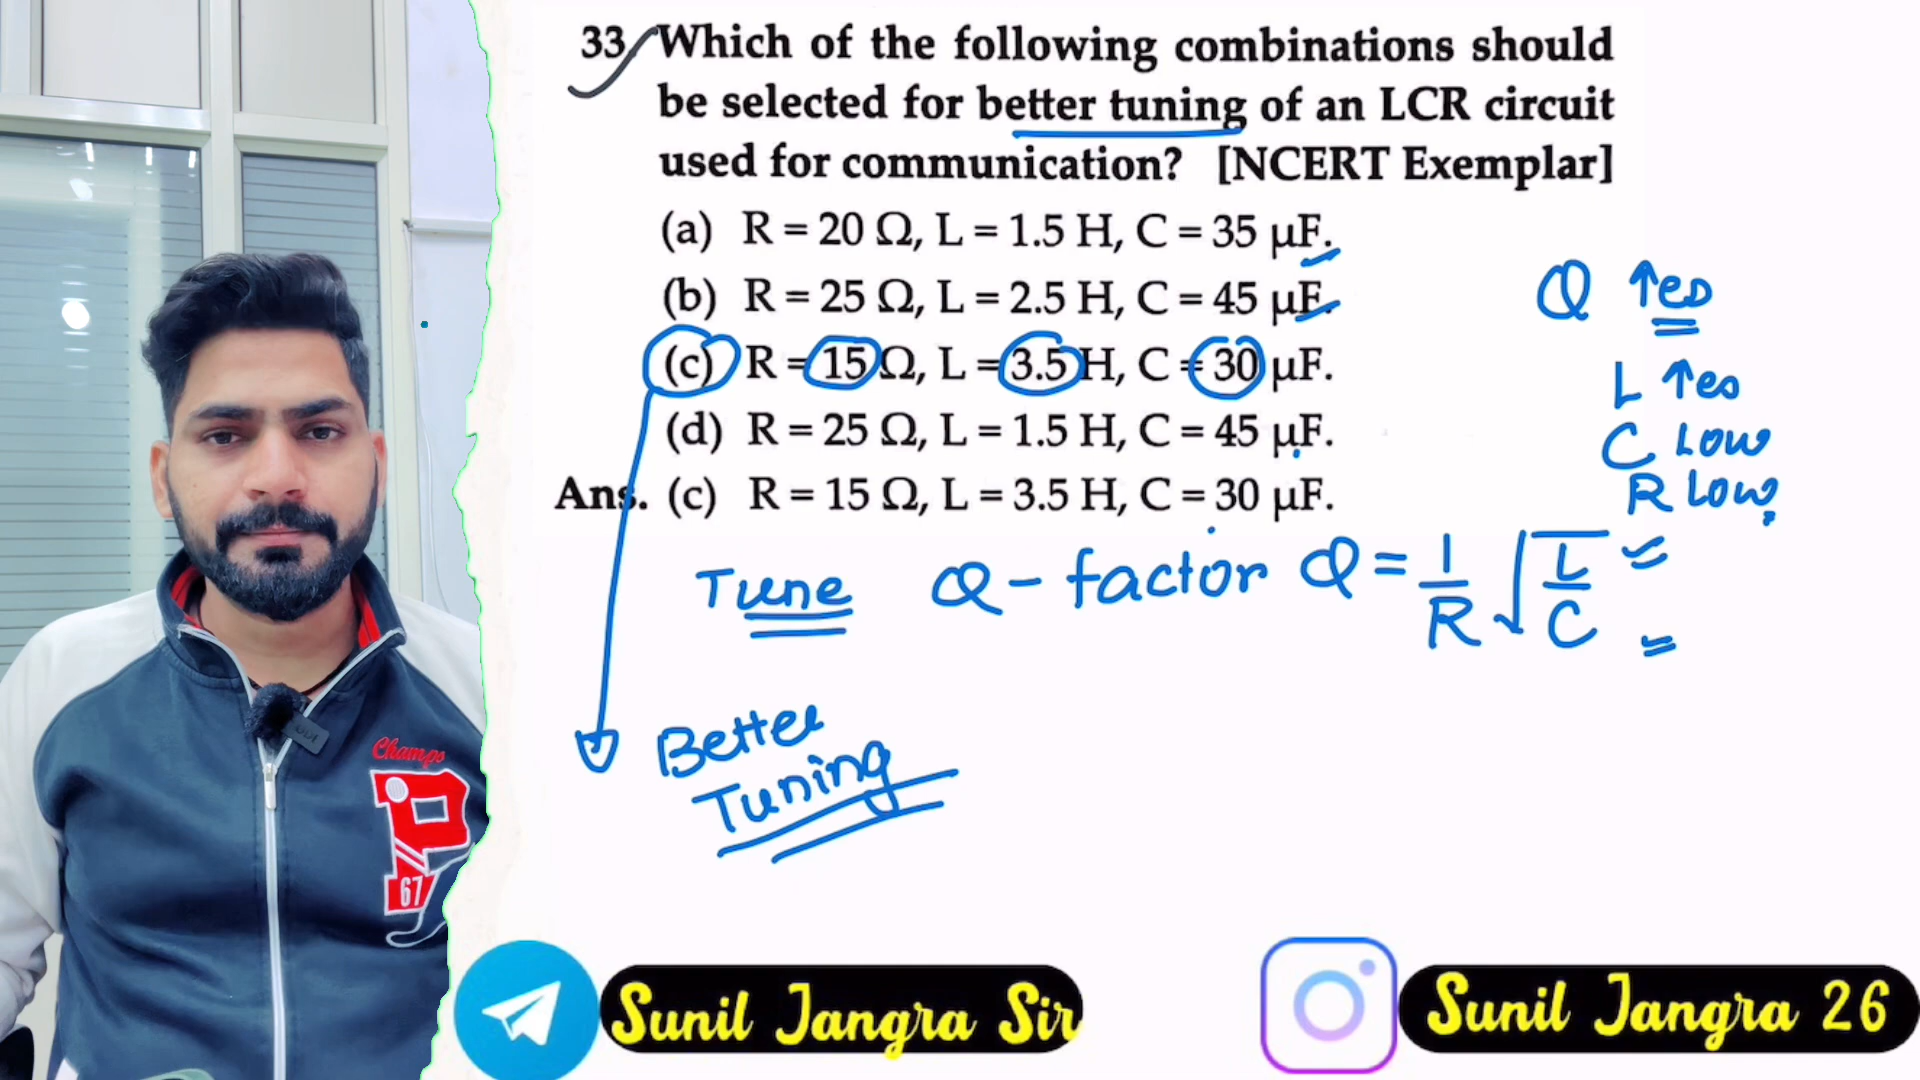 33. Which of the following combinations should
be selected for better tuning of an LCR circuit
used for communication? [NCERT Exemplar]
(a) R = 20 Ω, L = 1.5 H, C = 35 µF.
(b) R = 25 Ω, L = 2.5 H, C = 45 µF.
(c) R = 15 Ω, L = 3.5 H, C = 30 µF.
(d) R = 25 Ω, L = 1.5 H, C = 45 µF.
Ans. (c) R = 15 Ω, L = 3.5 H, C = 30 µF.
Q ↑es
L ↑es
C Low
R Low
Tune Q - factor Q = 1/R √L/C
Better
Tuning
Champs
P
67
Sunil Jangra Sir
Sunil Jangra 26